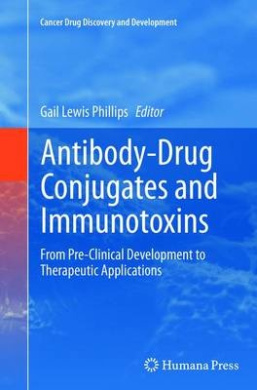 Cancer Drug Discovery and Development
Gail Lewis Phillips Editor
Antibody-Drug
Conjugates and
Immunotoxins
From Pre-Clinical Development to
Therapeutic Applications
Humana Press